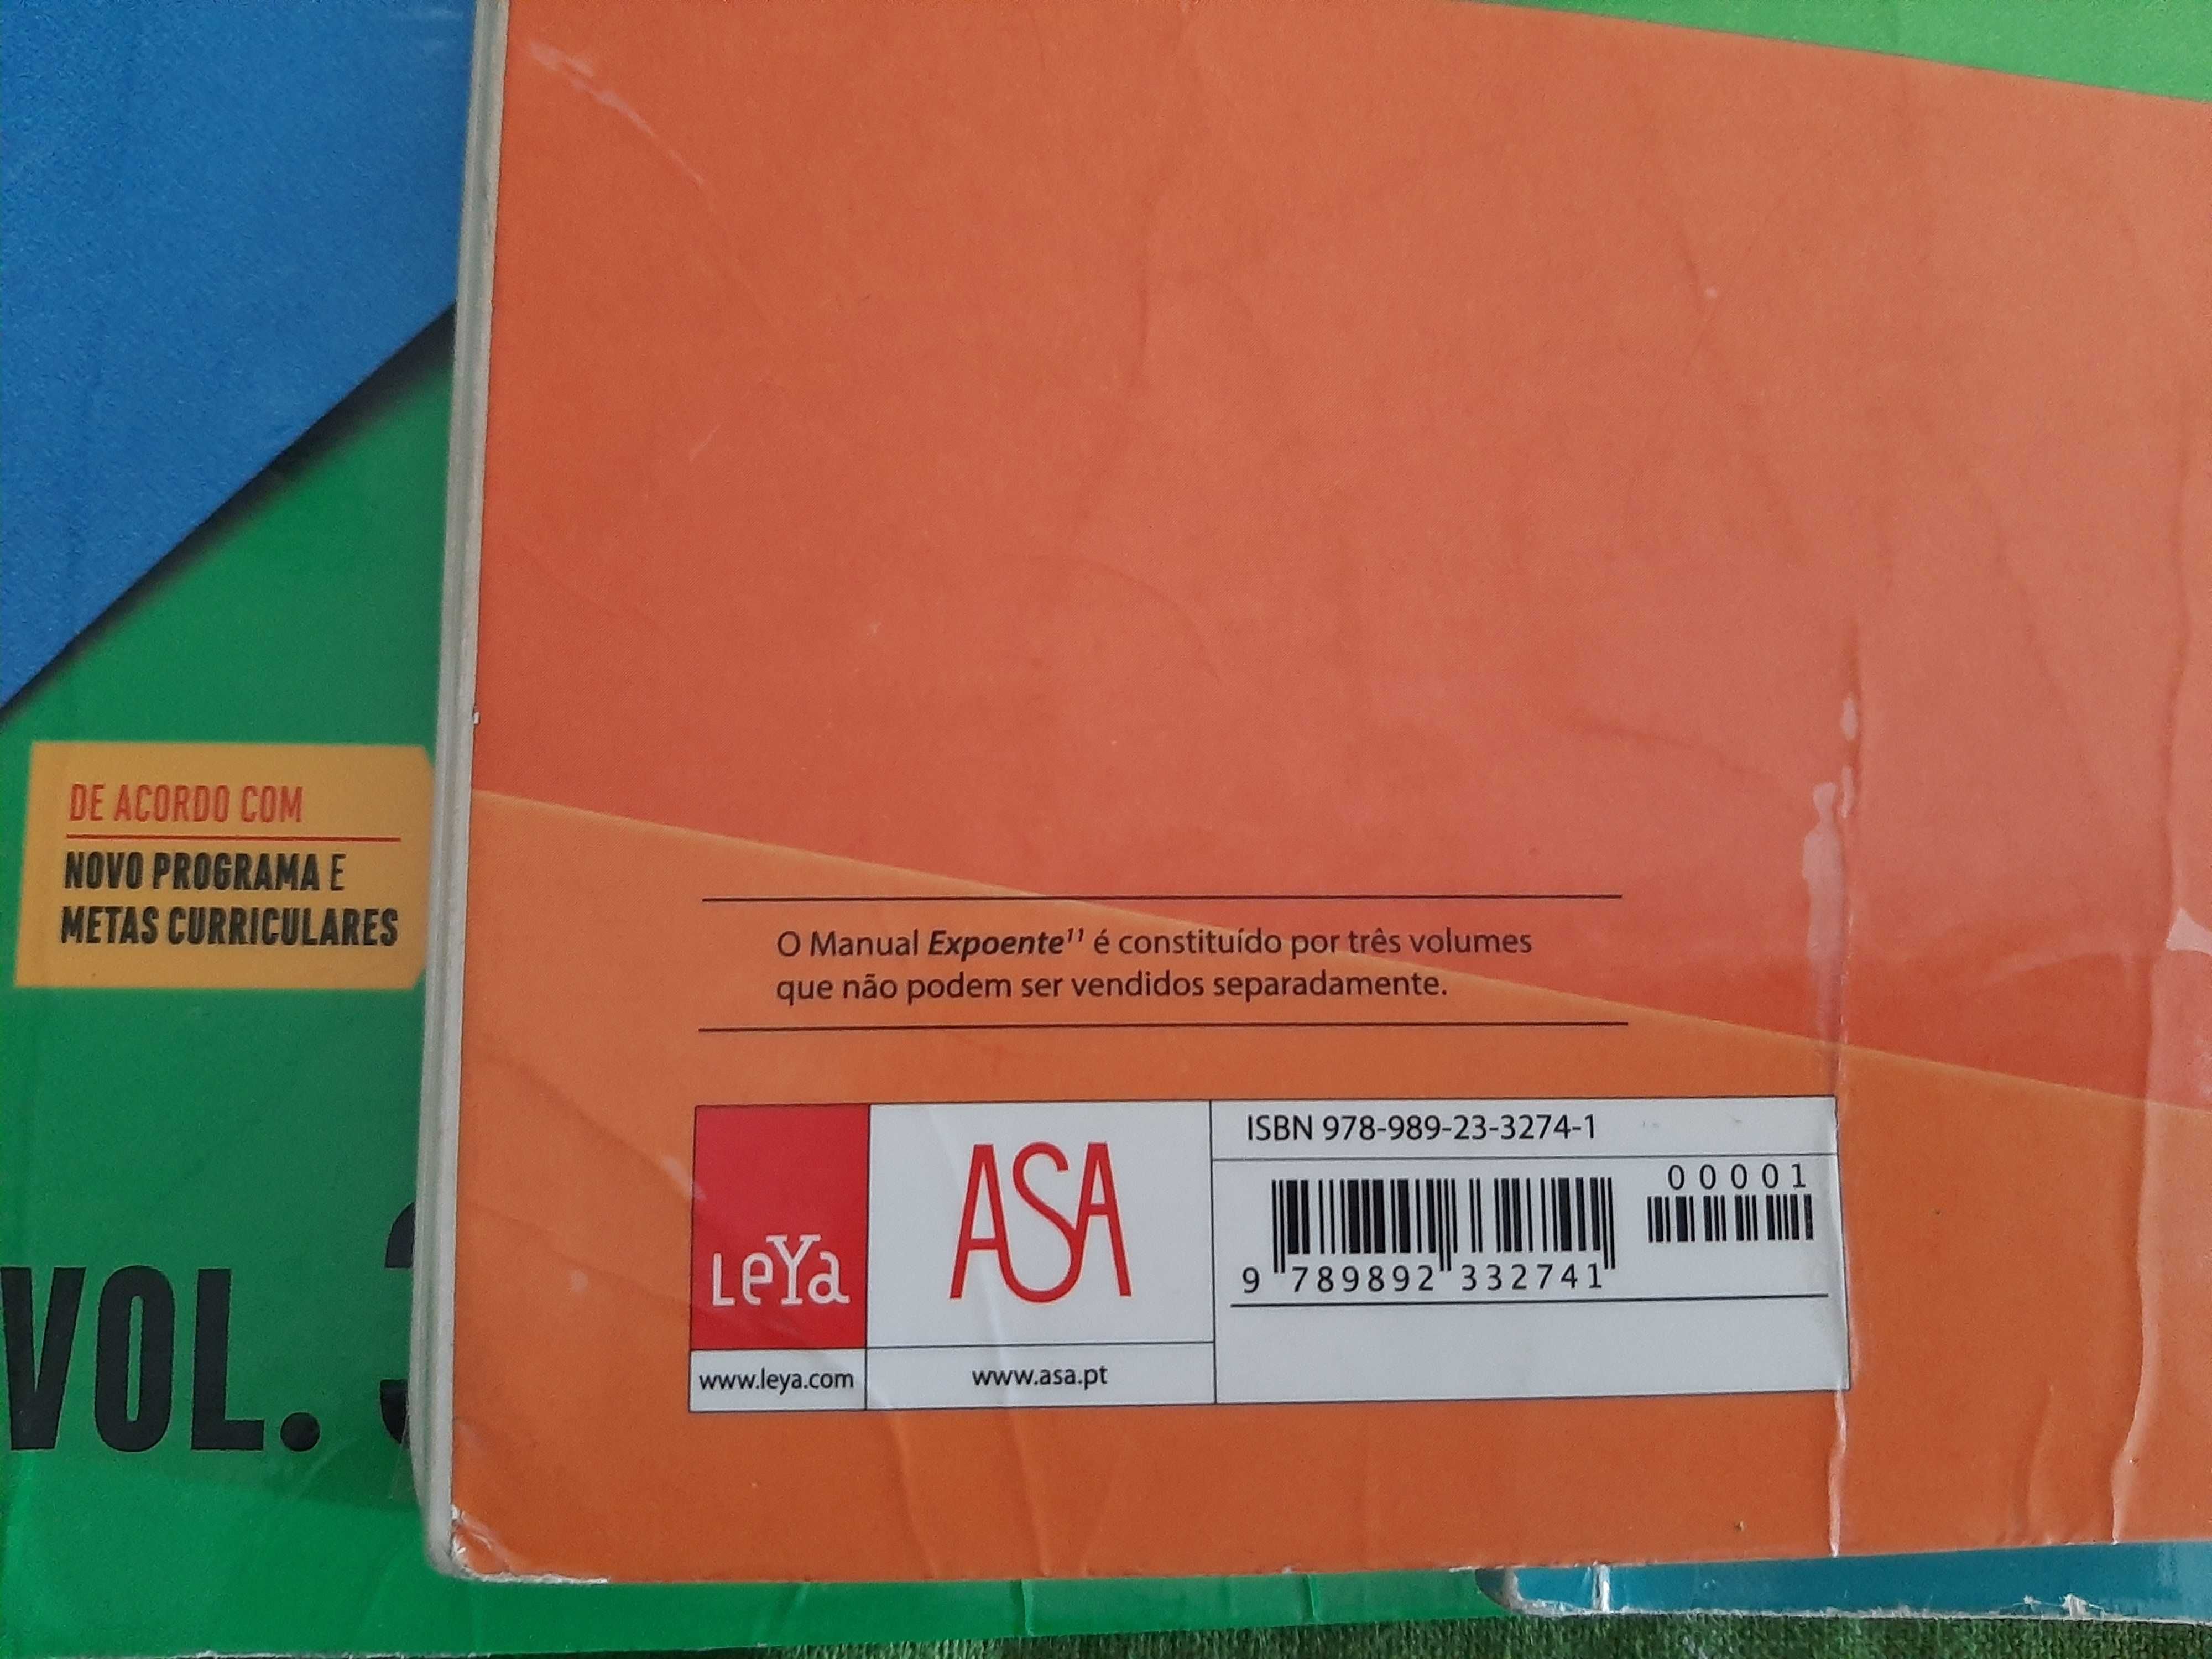 DE ACORDO COM
NOVO PROGRAMA E
METAS CURRICULARES
VOL.
O Manual Expoente¹¹ é constituído por três volumes
que não podem ser vendidos separadamente.
LeYa
www.leya.com
ASA
www.asa.pt
ISBN 978-989-23-3274-1
00001
9 789892 332741